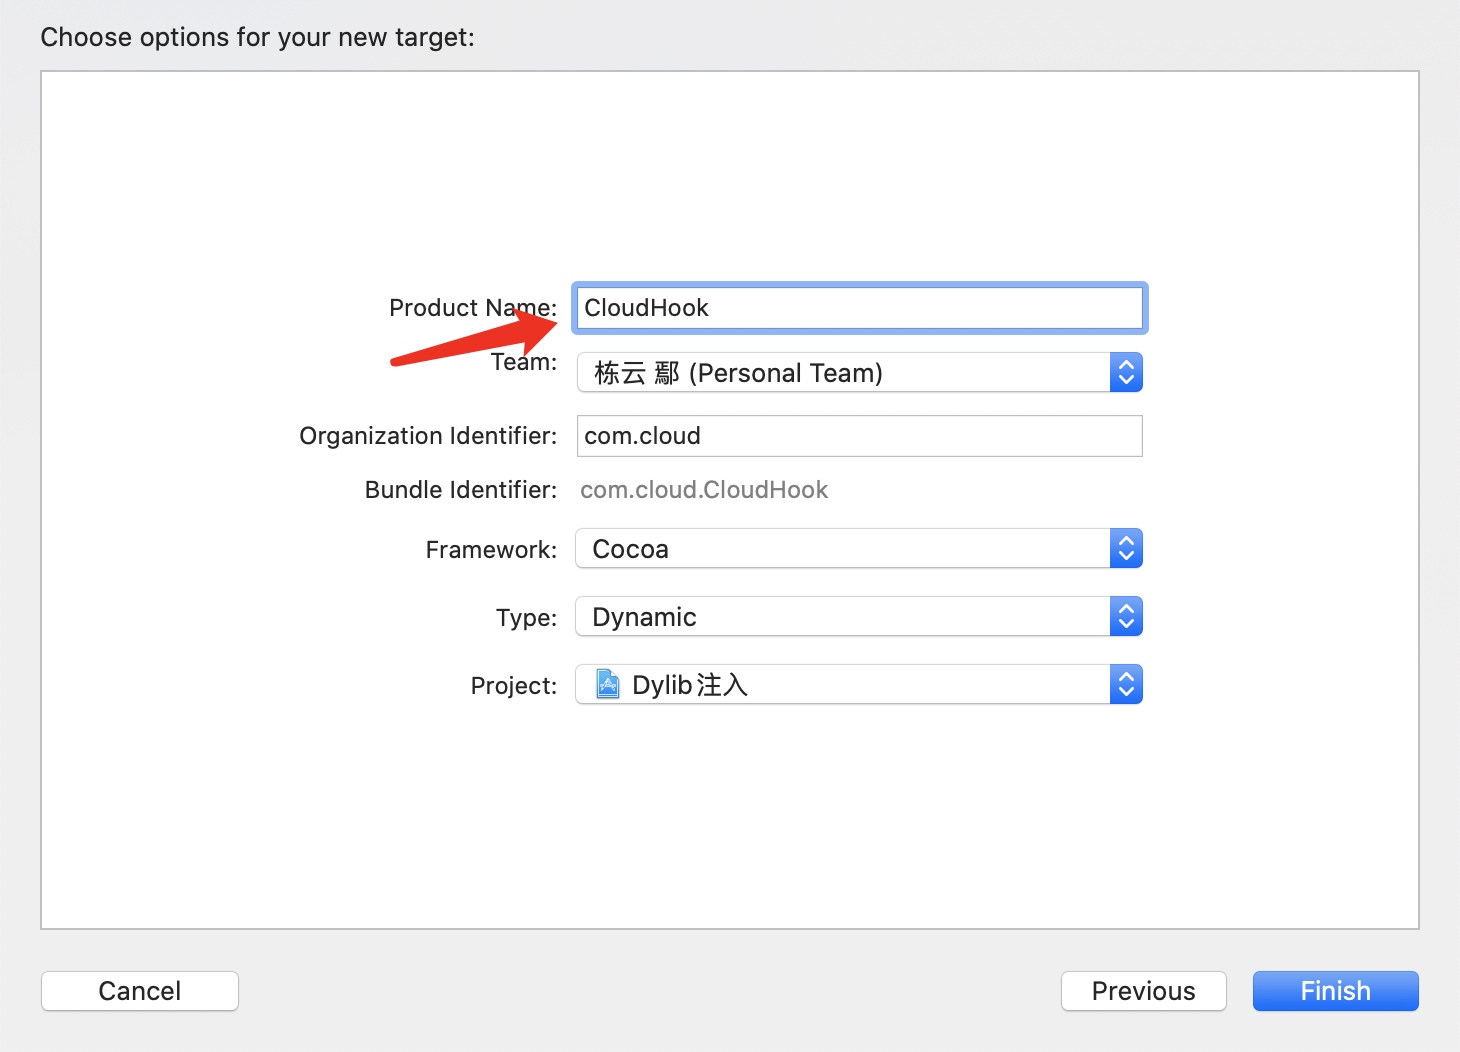 Choose options for your new target:
Product Name: CloudHook
Team: 栋云 鄢 (Personal Team)
Organization Identifier: com.cloud
Bundle Identifier: com.cloud.CloudHook
Framework: Cocoa
Type: Dynamic
Project: Dylib注入
Cancel Previous Finish